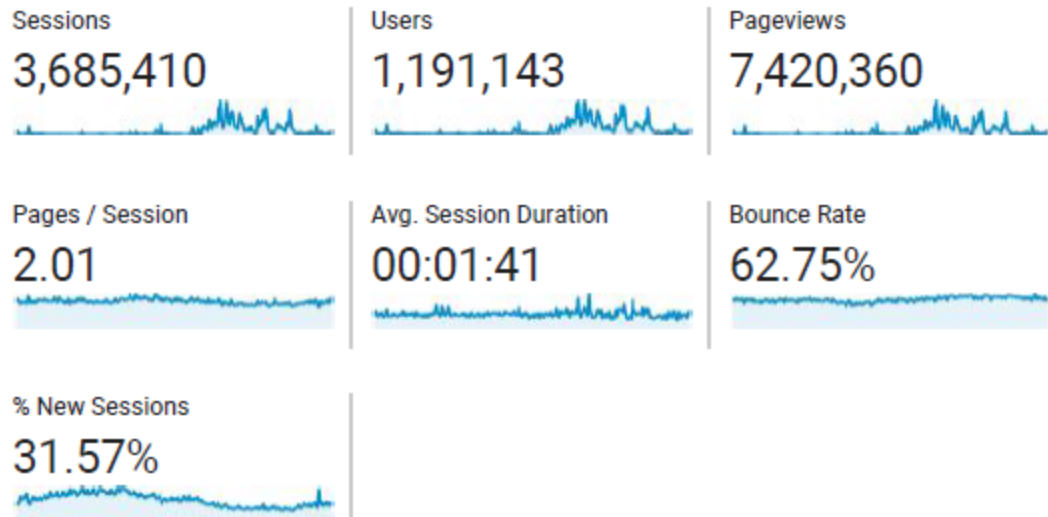 Sessions
3,685,410
Users
1,191,143
Pageviews
7,420,360
Pages / Session
2.01
Avg. Session Duration
00:01:41
Bounce Rate
62.75%
% New Sessions
31.57%